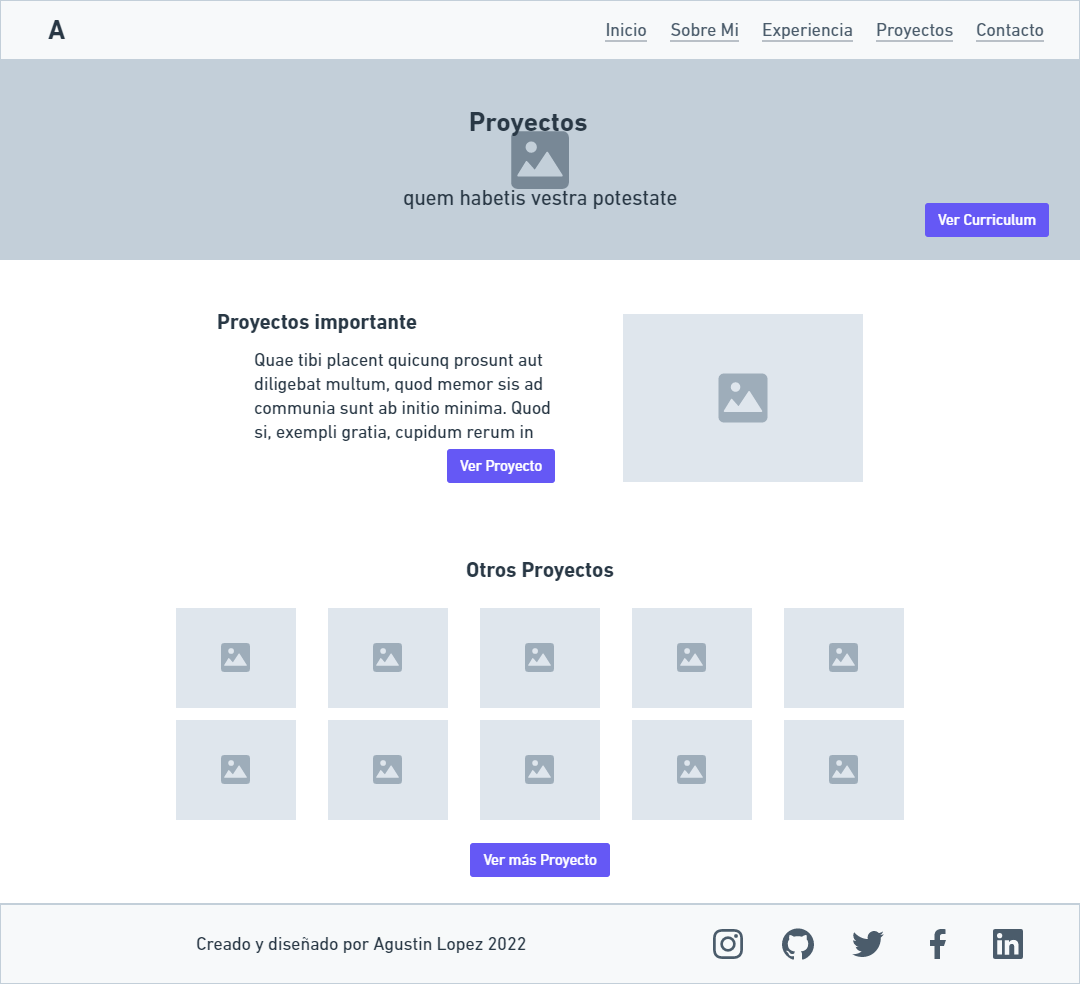 A
Inicio Sobre Mi Experiencia Proyectos Contacto
Proyectos
quem habetis vestra potestate
Ver Curriculum
Proyectos importante
Quae tibi placent quicunq prosunt aut
diligebat multum, quod memor sis ad
communia sunt ab initio minima. Quod
si, exempli gratia, cupidum rerum in
Ver Proyecto
Otros Proyectos
Ver más Proyecto
Creado y diseñado por Agustin Lopez 2022